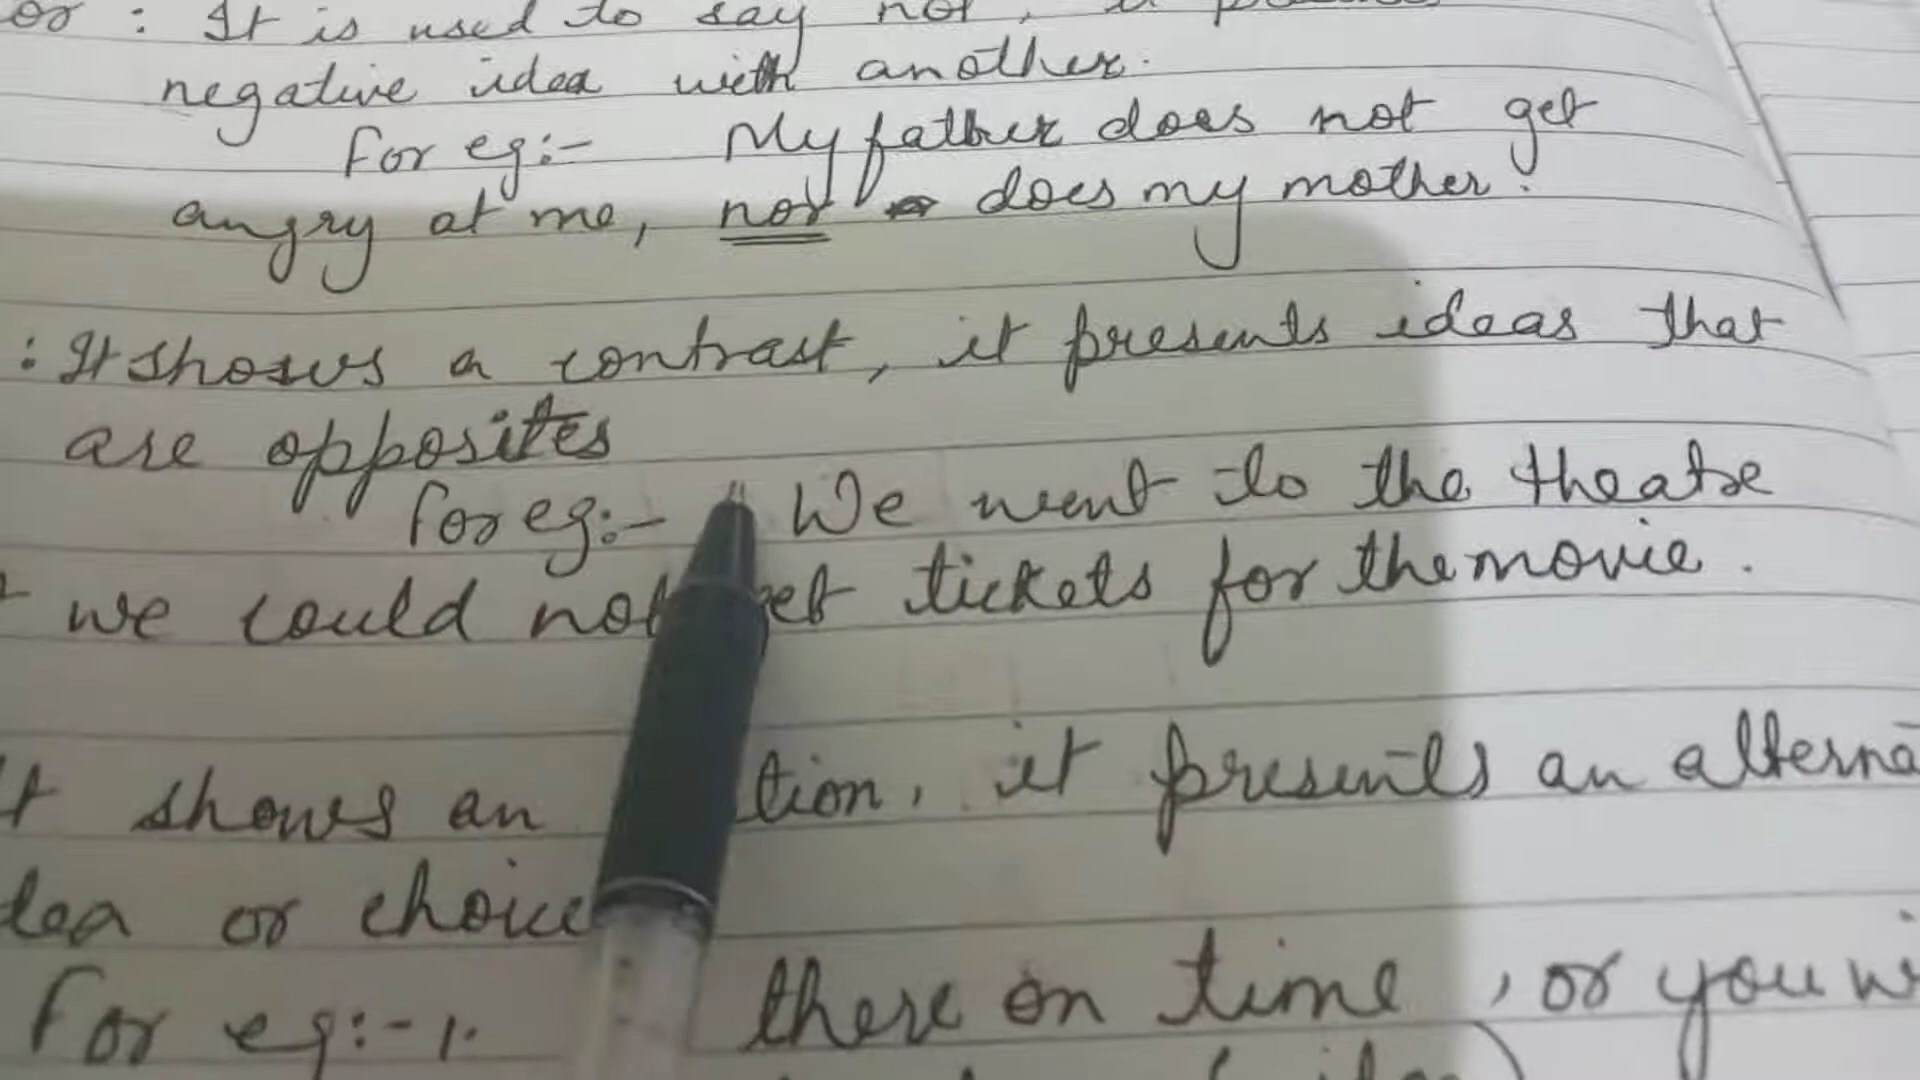 or : It is used to say not, it
negative idea with another.
For eg:- My father does not get
angry at me, nor does my mother.
: It shows a contrast, it presents ideas that
are opposites
For eg:- We went to the theatre
we could not get tickets for the movie.
shows an tion, it presents an alterna
or choice
For eg:- 1. there on time, or you